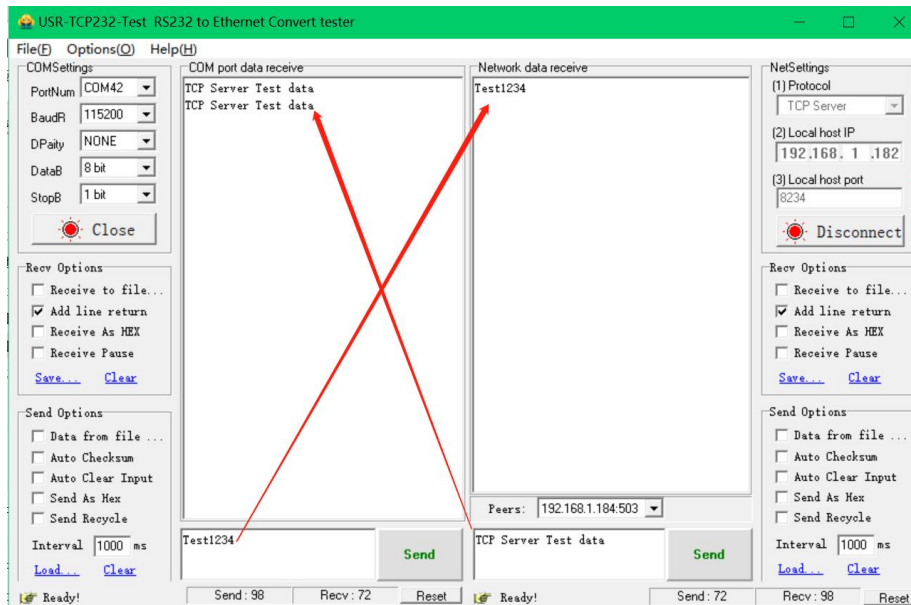 USR-TCP232-Test RS232 to Ethernet Convert tester
File(F) Options(O) Help(H)
COMSettings
PortNum COM42
BaudR 115200
DPaity NONE
DataB 8 bit
StopB 1 bit
Close
Recv Options
Receive to file...
Add line return
Receive As HEX
Receive Pause
Save... Clear
Send Options
Data from file ...
Auto Checksum
Auto Clear Input
Send As Hex
Send Recycle
Interval 1000 ms
Load... Clear
COM port data receive
TCP Server Test data
TCP Server Test data
Test1234
Send
Network data receive
Test1234
Peers: 192.168.1.184:503
TCP Server Test data
Send
NetSettings
(1) Protocol
TCP Server
(2) Local host IP
192.168. 1 .182
(3) Local host port
8234
Disconnect
Recv Options
Receive to file...
Add line return
Receive As HEX
Receive Pause
Save... Clear
Send Options
Data from file ...
Auto Checksum
Auto Clear Input
Send As Hex
Send Recycle
Interval 1000 ms
Load... Clear
Ready! Send : 98 Recv : 72 Reset
Ready! Send : 72 Recv : 98 Reset